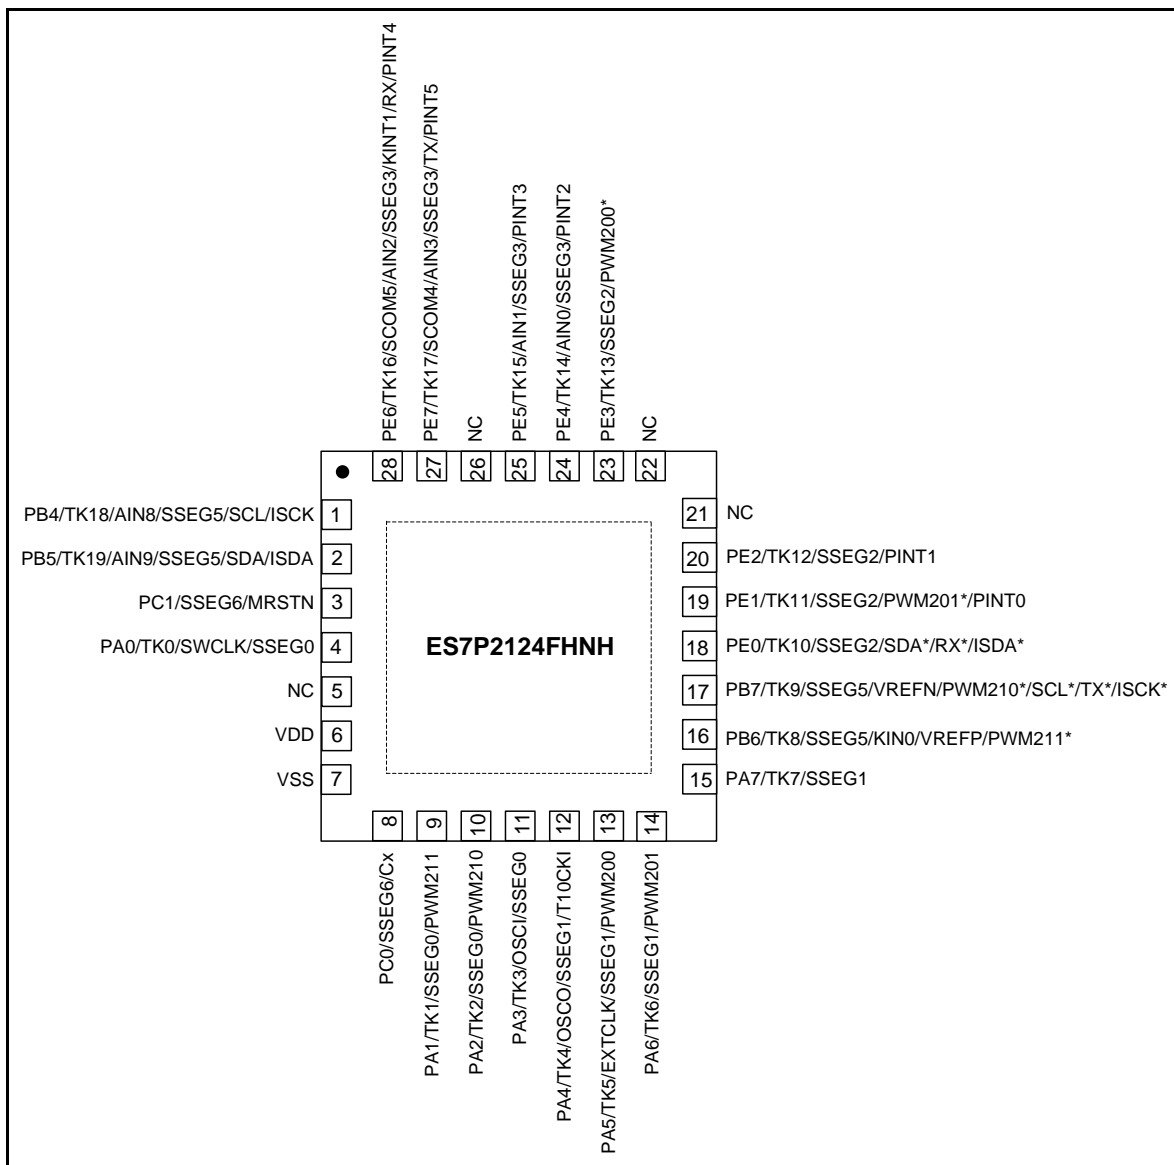 PE6/TK16/SCOM5/AIN2/SSEG3/KINT1/RX/PINT4
PE7/TK17/SCOM4/AIN3/SSEG3/TX/PINT5
NC
PE5/TK15/AIN1/SSEG3/PINT3
PE4/TK14/AIN0/SSEG3/PINT2
PE3/TK13/SSEG2/PWM200*
NC
28
27
26
25
24
23
22
PB4/TK18/AIN8/SSEG5/SCL/ISCK
1
PB5/TK19/AIN9/SSEG5/SDA/ISDA
2
PC1/SSEG6/MRSTN
3
PA0/TK0/SWCLK/SSEG0
4
NC
5
VDD
6
VSS
7
ES7P2124FHNH
21
NC
20
PE2/TK12/SSEG2/PINT1
19
PE1/TK11/SSEG2/PWM201*/PINT0
18
PE0/TK10/SSEG2/SDA*/RX*/ISDA*
17
PB7/TK9/SSEG5/VREFN/PWM210*/SCL*/TX*/ISCK*
16
PB6/TK8/SSEG5/KIN0/VREFP/PWM211*
15
PA7/TK7/SSEG1
8
9
10
11
12
13
14
PC0/SSEG6/Cx
PA1/TK1/SSEG0/PWM211
PA2/TK2/SSEG0/PWM210
PA3/TK3/OSCI/SSEG0
PA4/TK4/OSCO/SSEG1/T10CKI
PA5/TK5/EXTCLK/SSEG1/PWM200
PA6/TK6/SSEG1/PWM201